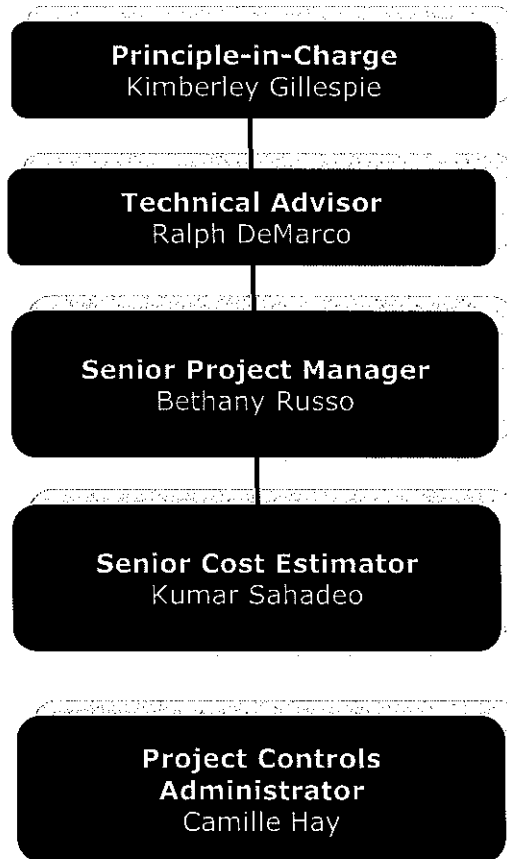 Principle-in-Charge
Kimberley Gillespie
Technical Advisor
Ralph DeMarco
Senior Project Manager
Bethany Russo
Senior Cost Estimator
Kumar Sahadeo
Project Controls
Administrator
Camille Hay